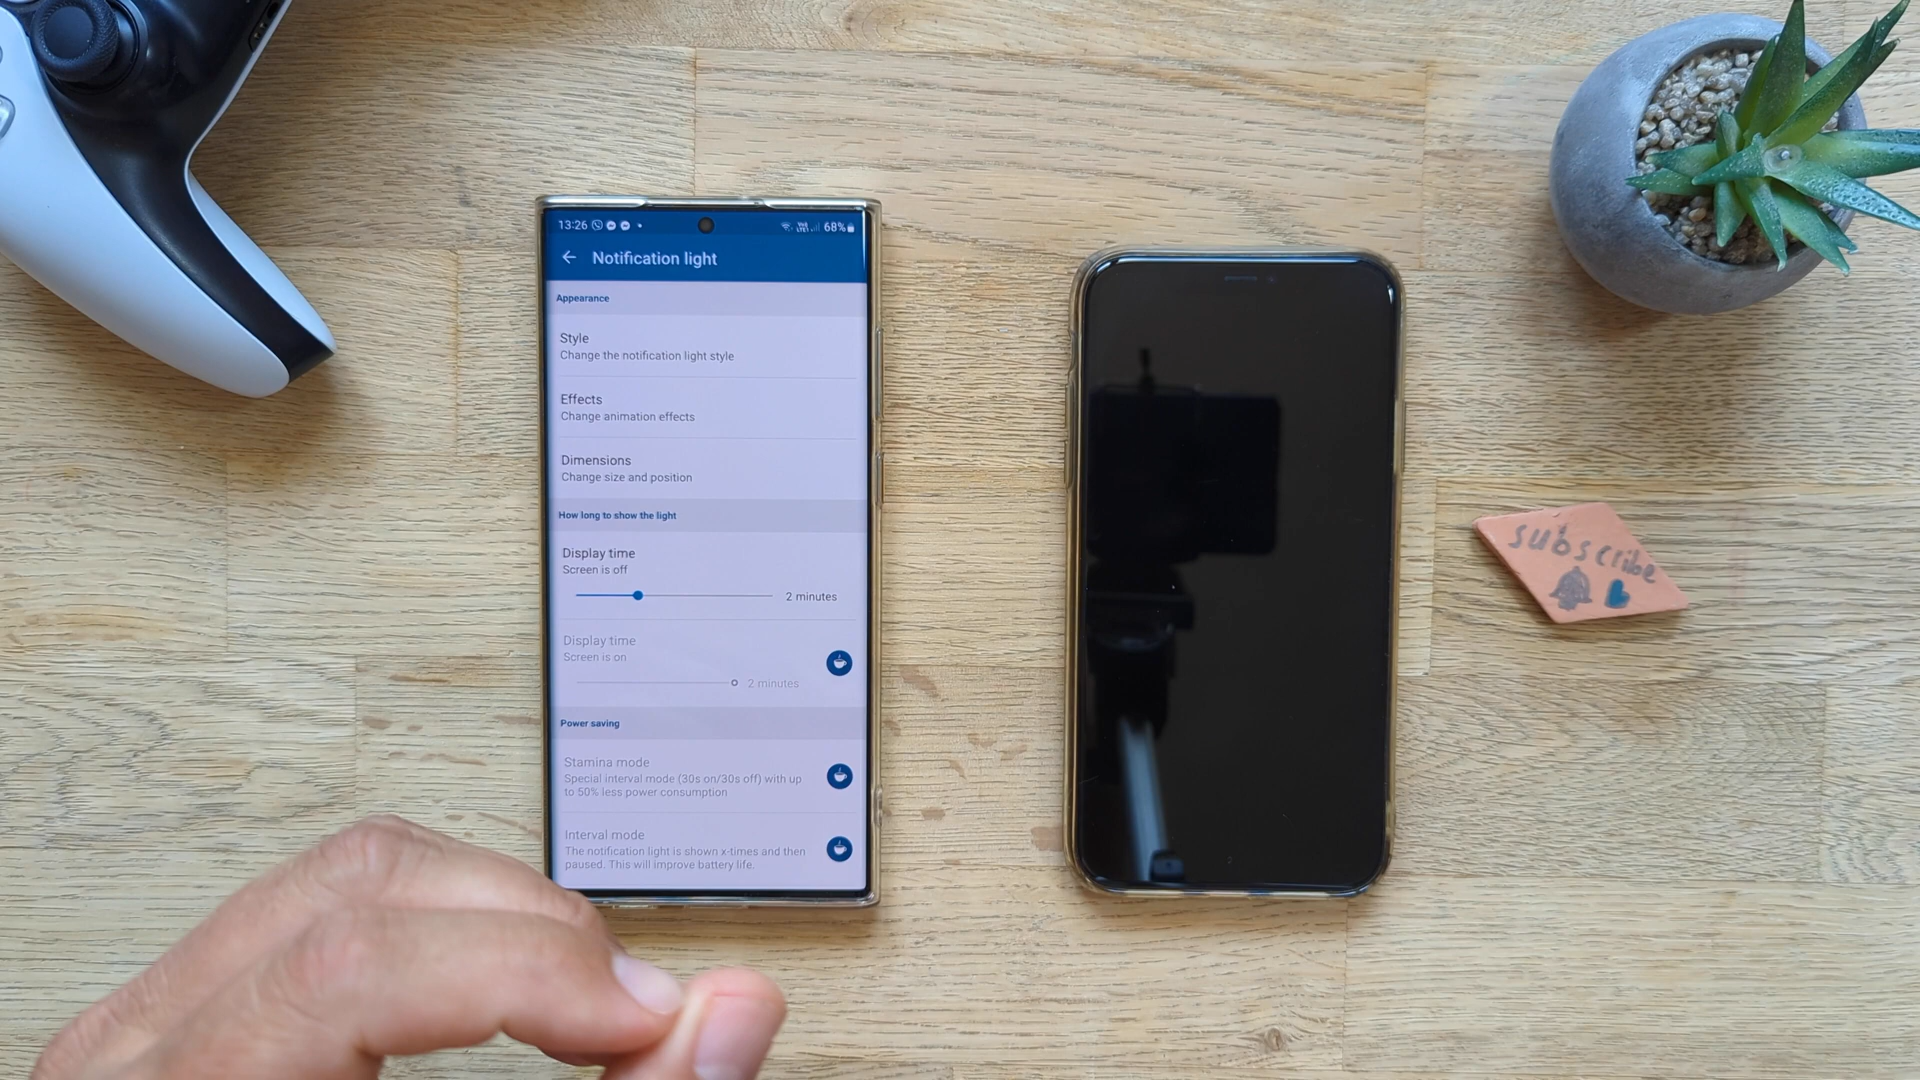 13:26 68%
Notification light
Appearance
Style
Change the notification light style
Effects
Change animation effects
Dimensions
Change size and position
How long to show the light
Display time
Screen is off
2 minutes
Display time
Screen is on
2 minutes
Power saving
Stamina mode
Special interval mode (30s on/30s off) with up
to 50% less power consumption
Interval mode
The notification light is shown x-times and then
paused. This will improve battery life.
subscribe